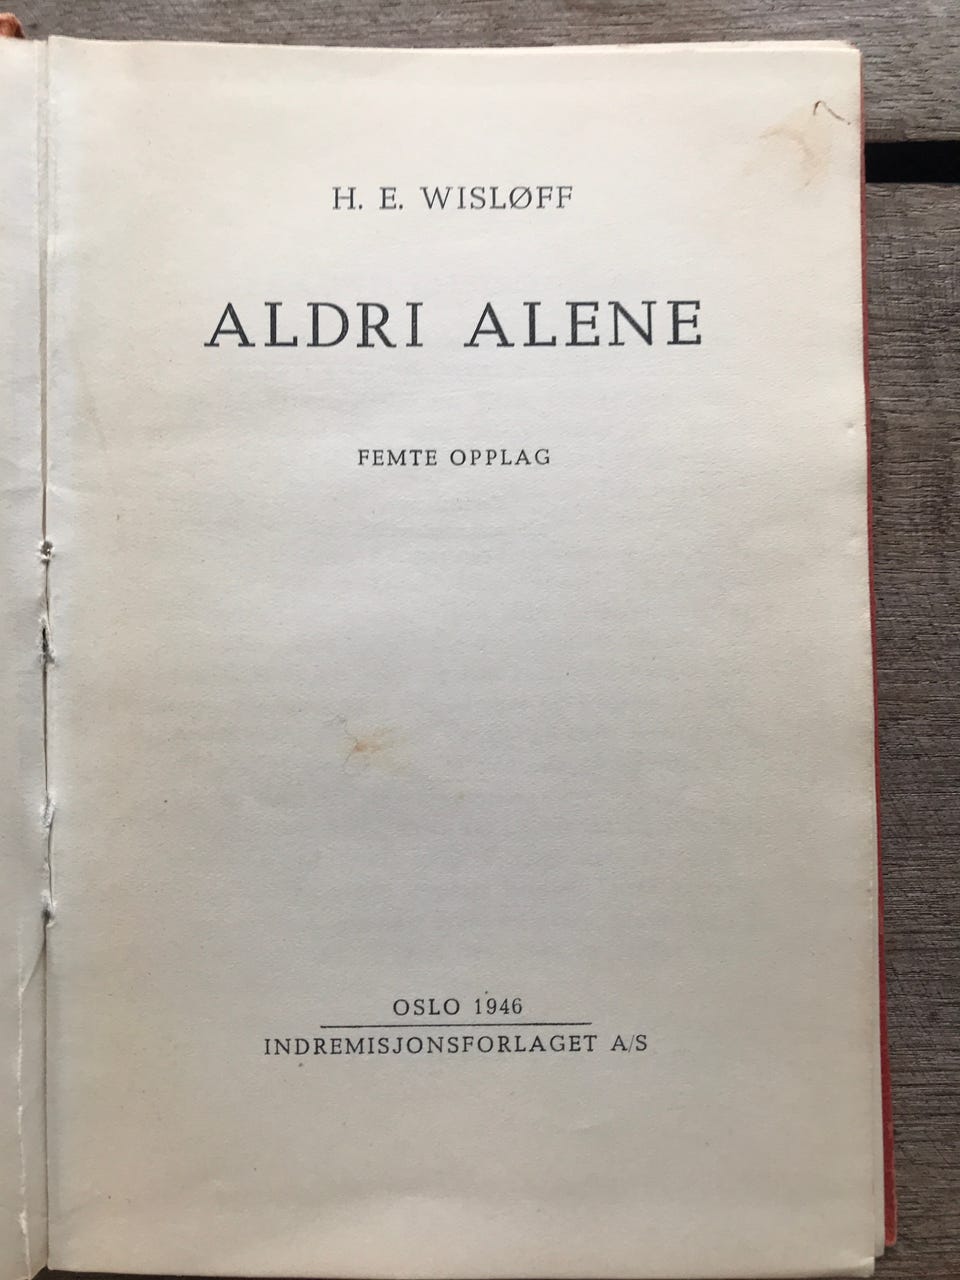 H. E. WISLØFF
ALDRI ALENE
FEMTE OPPLAG
OSLO 1946
INDREMISJONSFORLAGET A/S